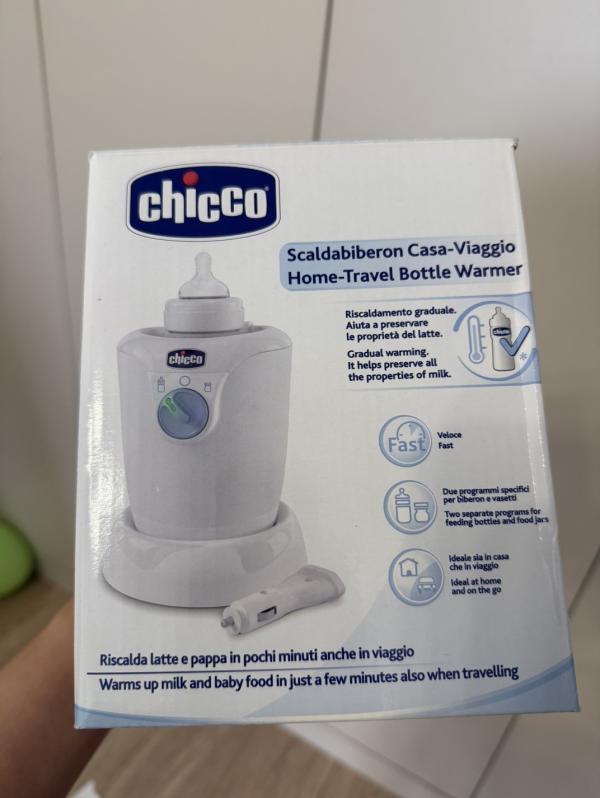 chicco
Scaldabiberon Casa-Viaggio
Home-Travel Bottle Warmer
Riscaldamento graduale.
Aiuta a preservare
le proprietà del latte.
Gradual warming.
It helps preserve all
the properties of milk.
chicco
*
chicco
Fast
Veloce
Fast
Due programmi specifici
per biberon e vasetti
Two separate programs for
feeding bottles and food jars
Ideale sia in casa
che in viaggio
Ideal at home
and on the go
Riscalda latte e pappa in pochi minuti anche in viaggio
Warms up milk and baby food in just a few minutes also when travelling